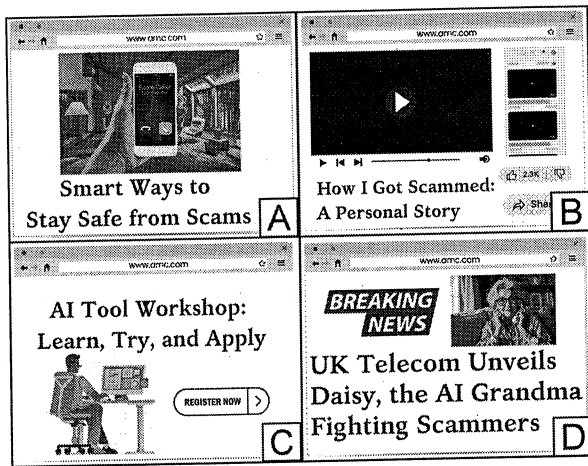 www.amc.com
Smart Ways to
Stay Safe from Scams
A
www.amc.com
2.3K
How I Got Scammed:
A Personal Story
B
www.amc.com
AI Tool Workshop:
Learn, Try, and Apply
REGISTER NOW
C
www.amc.com
BREAKING
NEWS
UK Telecom Unveils
Daisy, the AI Grandma
Fighting Scammers
D